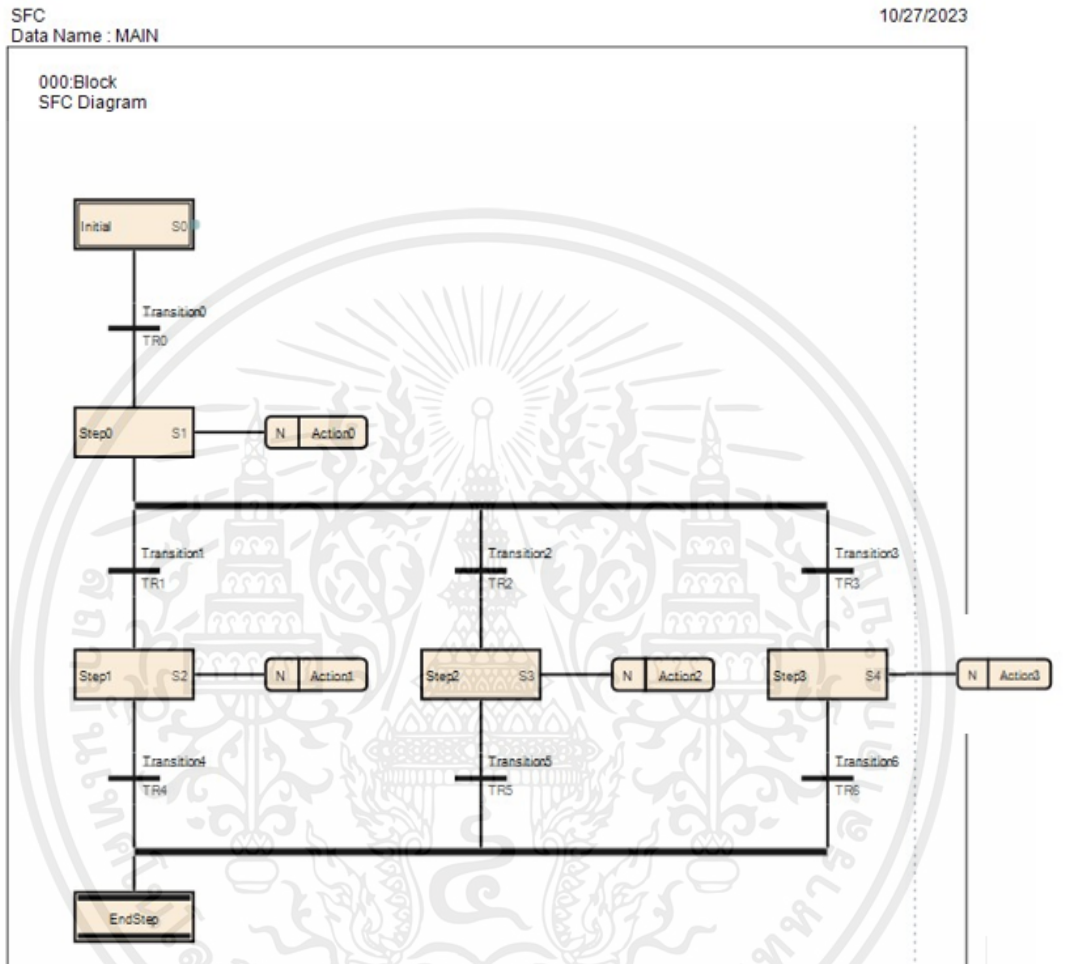 SFC
10/27/2023
Data Name : MAIN
000:Block
SFC Diagram
Initial S0
Transition0
TR0
Step0 S1 N Action0
Transition1 Transition2 Transition3
TR1 TR2 TR3
Step1 S2 N Action1 Step2 S3 N Action2 Step3 S4 N Action3
Transition4 Transition5 Transition6
TR4 TR5 TR6
EndStep